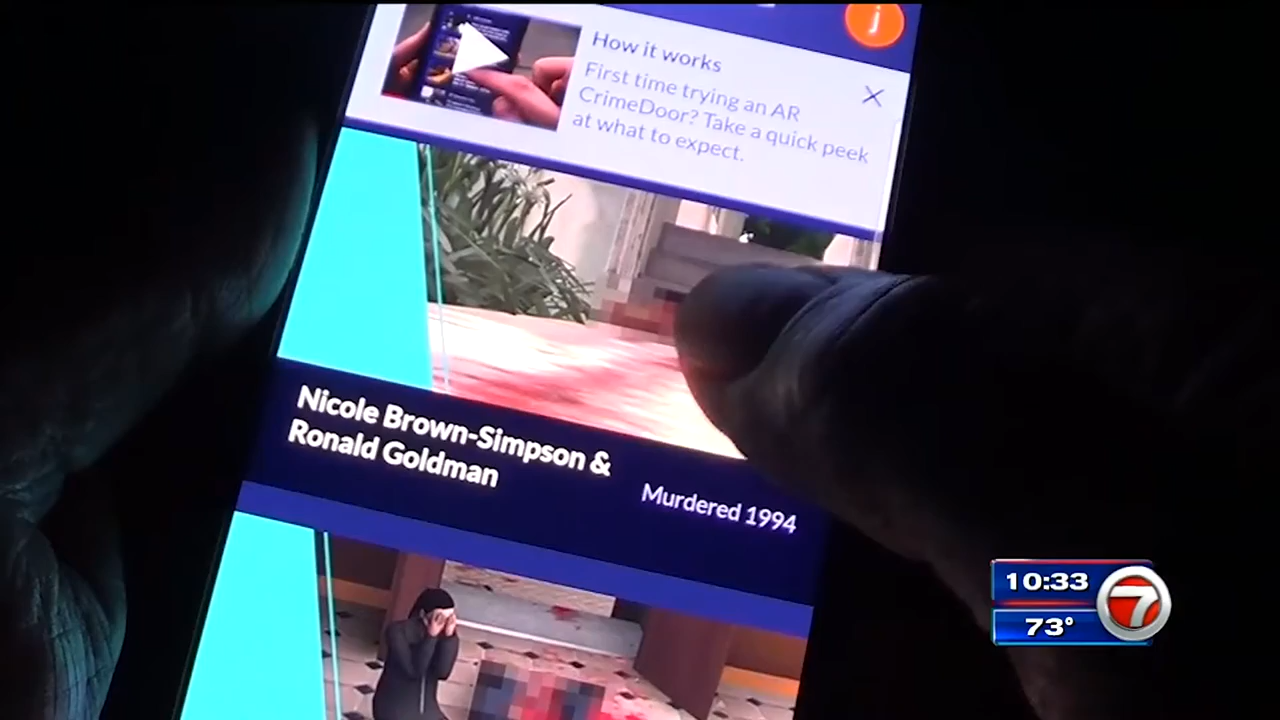 How it works
First time trying an AR
CrimeDoor? Take a quick peek
at what to expect.
Nicole Brown-Simpson &
Ronald Goldman
Murdered 1994
10:33
73°
7